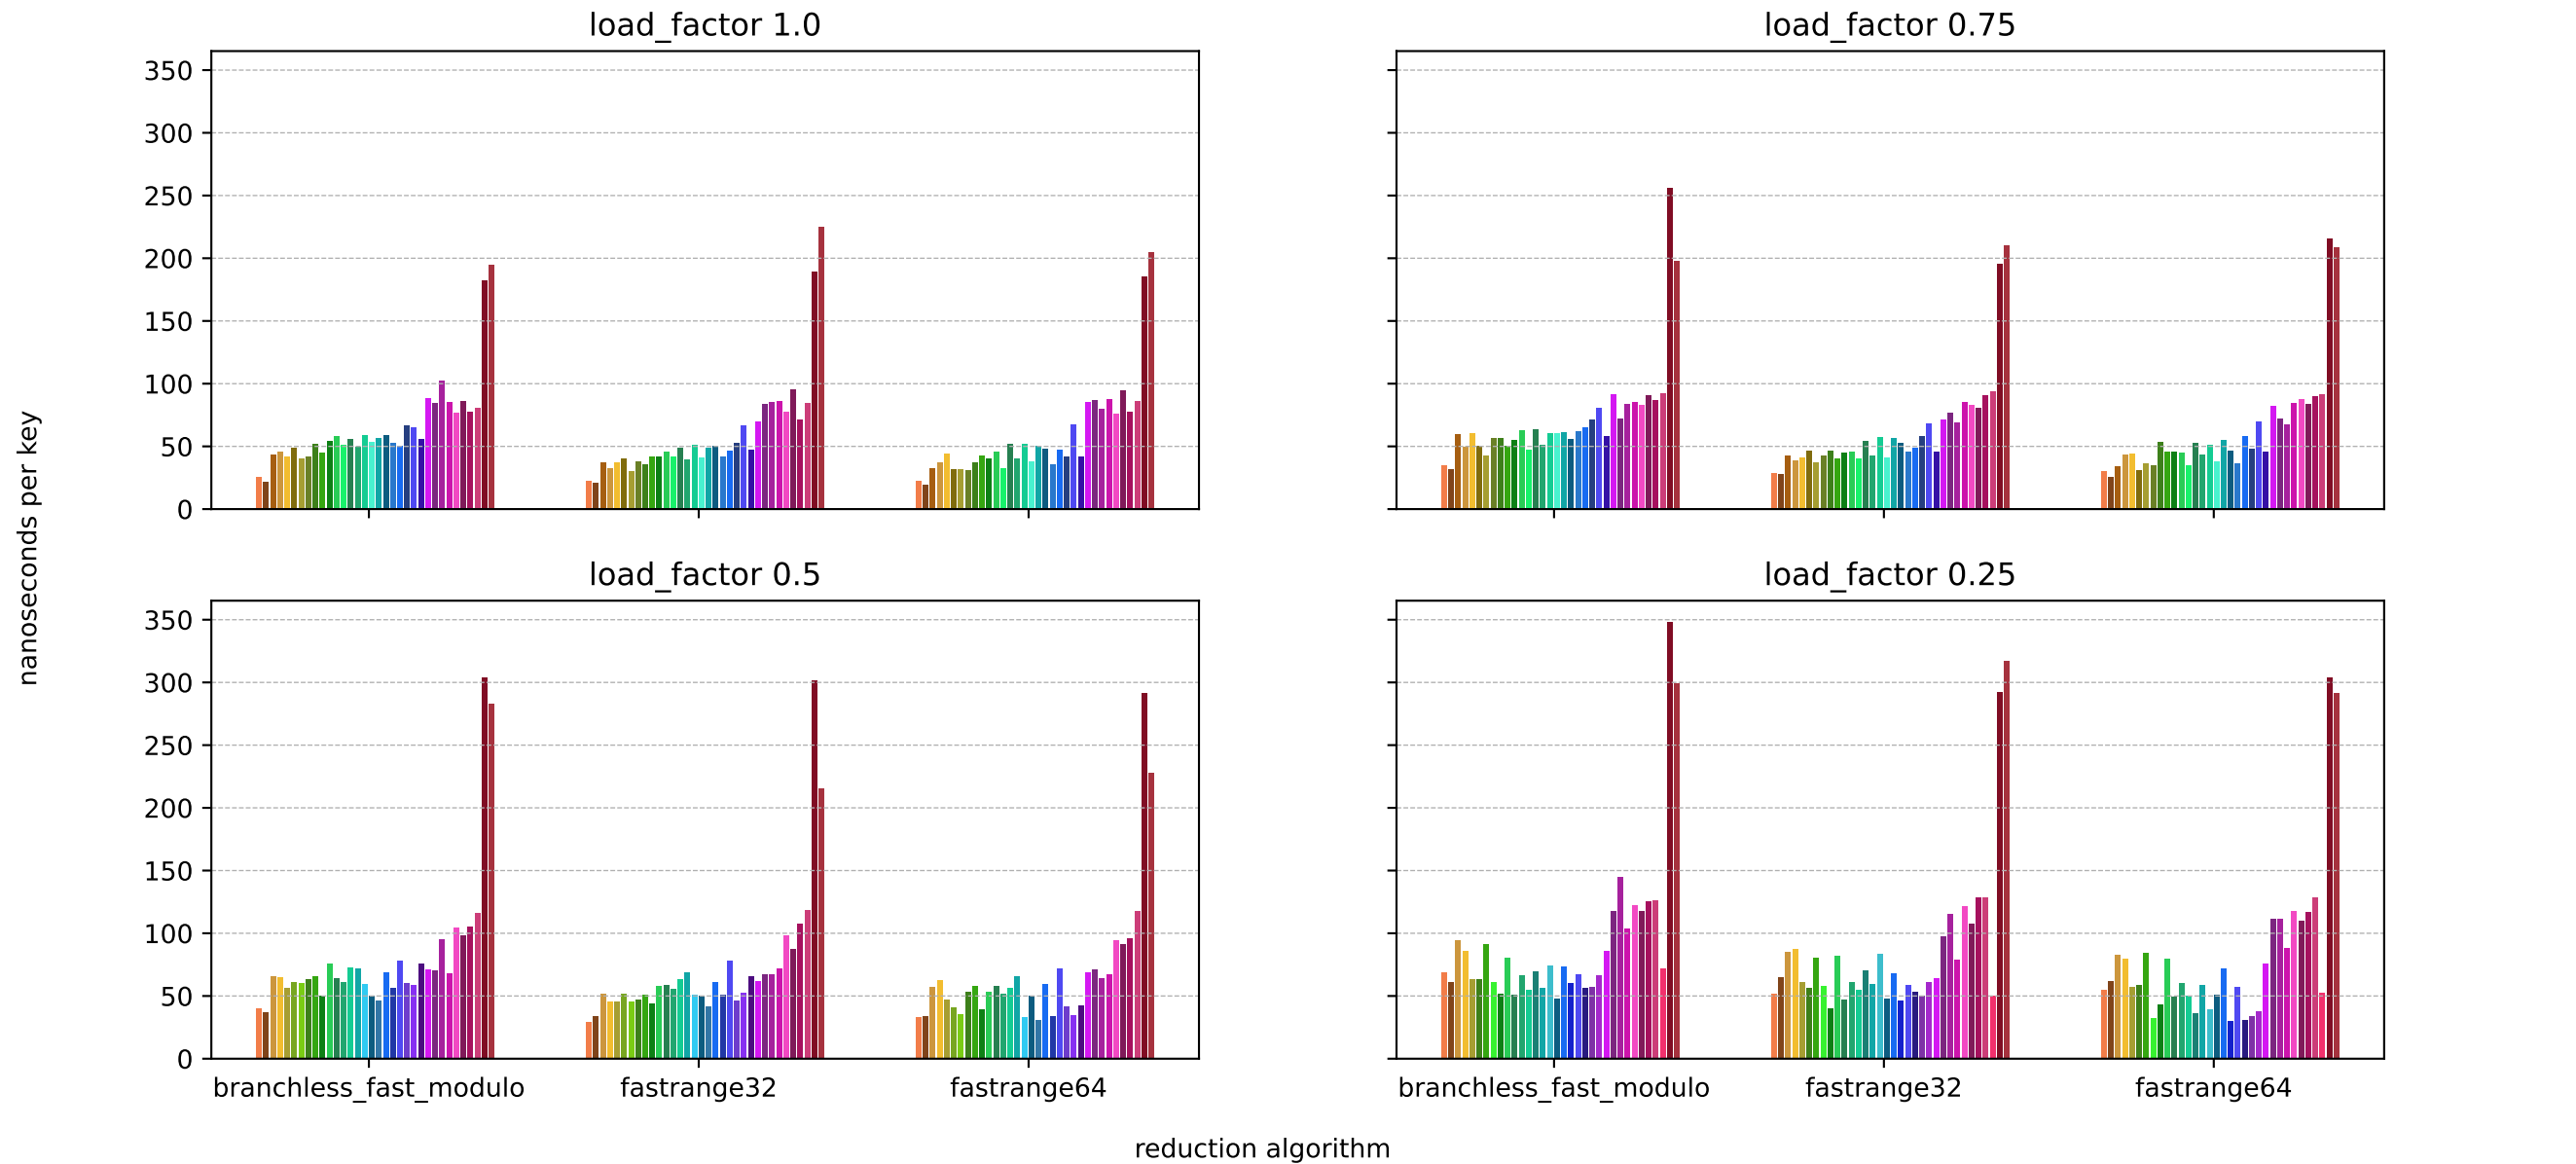 load_factor 1.0
load_factor 0.75
350
300
250
200
150
100
50
0
nanoseconds per key
load_factor 0.5
load_factor 0.25
350
300
250
200
150
100
50
0
branchless_fast_modulo fastrange32 fastrange64
branchless_fast_modulo fastrange32 fastrange64
reduction algorithm